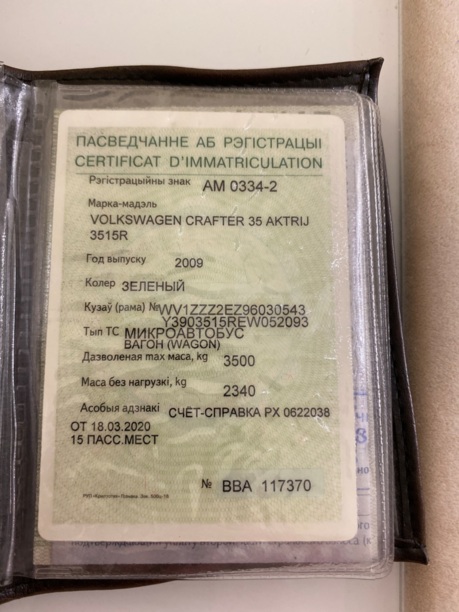 ПАСВЕДЧАННЕ АБ РЭГІСТРАЦЫІ
CERTIFICAT D'IMMATRICULATION
Рэгістрацыйны знак AM 0334-2
Марка-мадэль
VOLKSWAGEN CRAFTER 35 AKTRIJ
3515R
Год выпуску 2009
Колер ЗЕЛЕНЫЙ
Кузаў (рама) № WV1ZZZ2EZ96030543
Y3903515REW052093
Тып ТС МИКРОАВТОБУС
ВАГОН (WAGON)
Дазволеная max маса, kg 3500
Маса без нагрузкі, kg 2340
Асобыя адзнакі СЧЁТ-СПРАВКА РХ 0622038
ОТ 18.03.2020
15 ПАСС.МЕСТ
№ BBA 117370